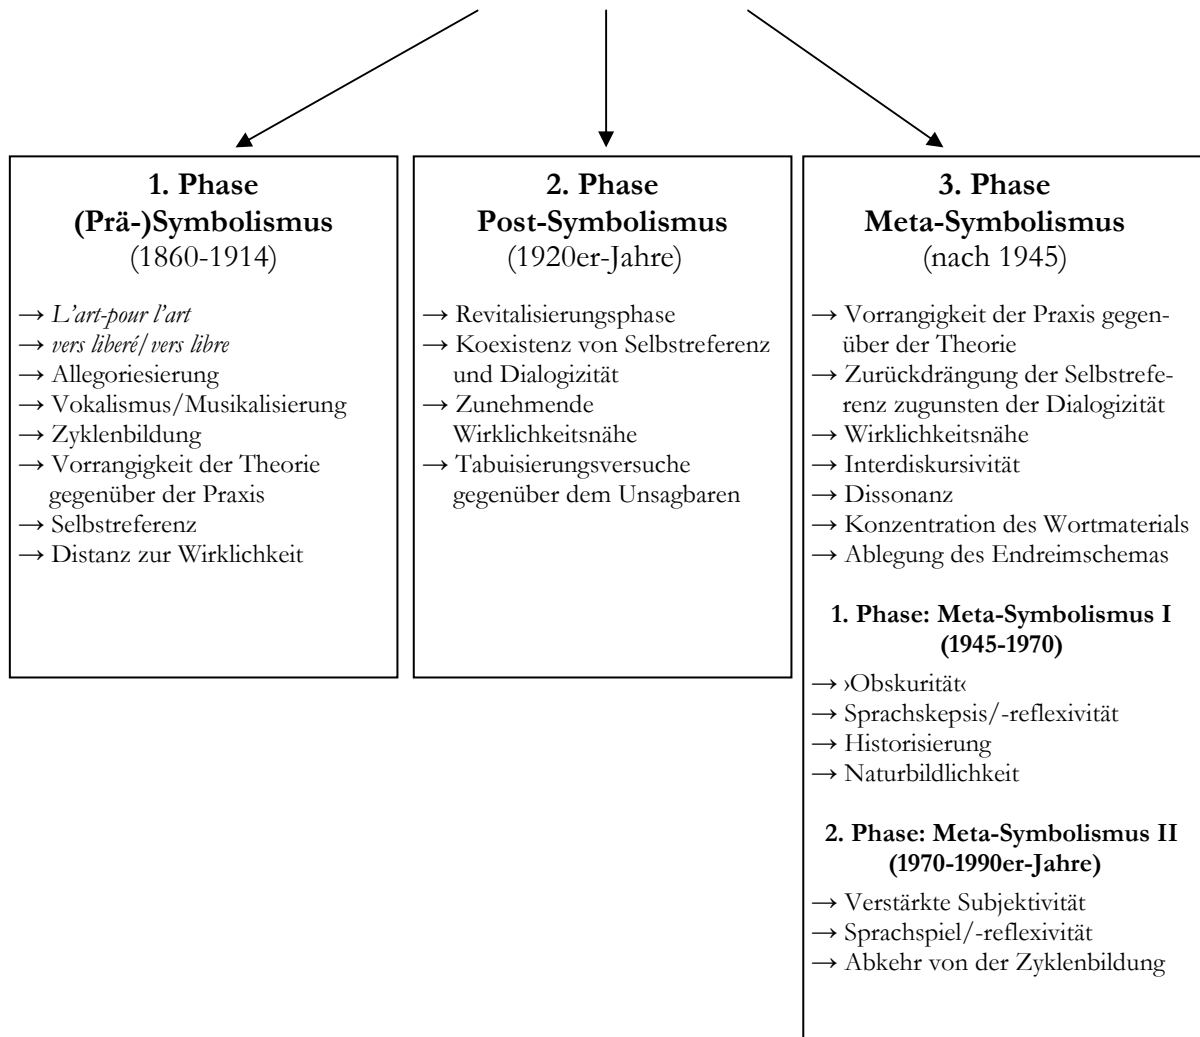 1. Phase
(Prä-)Symbolismus
(1860-1914)
→ L’art-pour l’art
→ vers liberé/vers libre
→ Allegoriesierung
→ Vokalismus/Musikalisierung
→ Zyklenbildung
→ Vorrangigkeit der Theorie
gegenüber der Praxis
→ Selbstreferenz
→ Distanz zur Wirklichkeit
2. Phase
Post-Symbolismus
(1920er-Jahre)
→ Revitalisierungsphase
→ Koexistenz von Selbstreferenz
und Dialogizität
→ Zunehmende
Wirklichkeitsnähe
→ Tabuisierungsversuche
gegenüber dem Unsagbaren
3. Phase
Meta-Symbolismus
(nach 1945)
→ Vorrangigkeit der Praxis gegen-
über der Theorie
→ Zurückdrängung der Selbstrefe-
renz zugunsten der Dialogizität
→ Wirklichkeitsnähe
→ Interdiskursivität
→ Dissonanz
→ Konzentration des Wortmaterials
→ Ablegung des Endreimschemas
1. Phase: Meta-Symbolismus I
(1945-1970)
→ ›Obskurität‹
→ Sprachskepsis/-reflexivität
→ Historisierung
→ Naturbildlichkeit
2. Phase: Meta-Symbolismus II
(1970-1990er-Jahre)
→ Verstärkte Subjektivität
→ Sprachspiel/-reflexivität
→ Abkehr von der Zyklenbildung